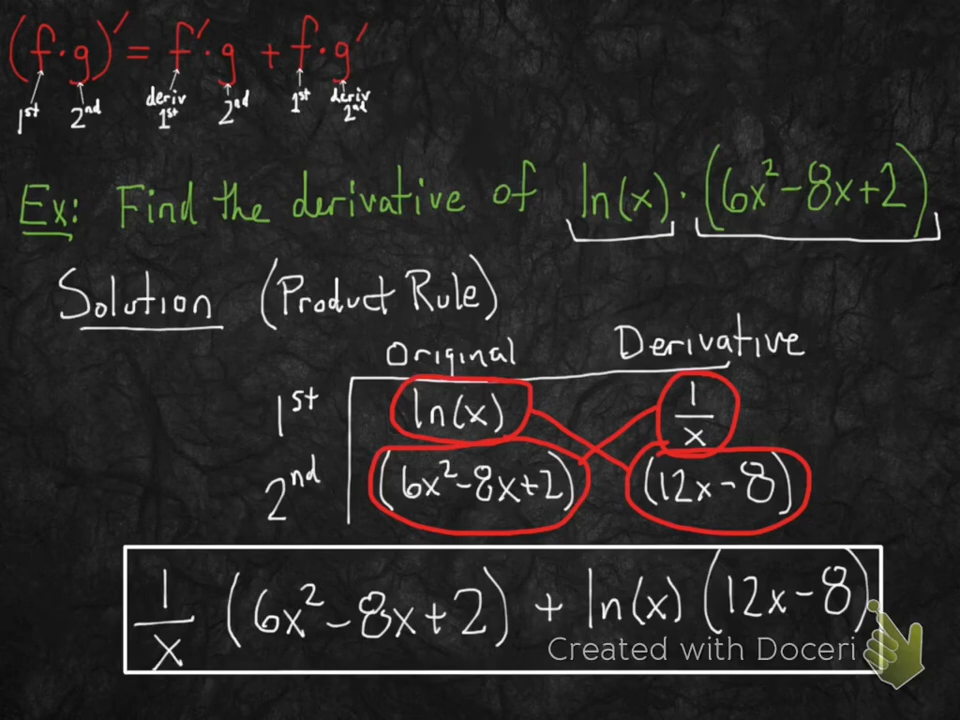 (f·g)′ = f′·g + f·g′
1st 2nd deriv 1st 2nd 1st deriv 2nd
Ex: Find the derivative of ln(x)·(6x²-8x+2)
Solution (Product Rule)
Original Derivative
1st ln(x) 1/x
2nd (6x²-8x+2) (12x-8)
1/x (6x²-8x+2) + ln(x) (12x-8)
Created with Doceri